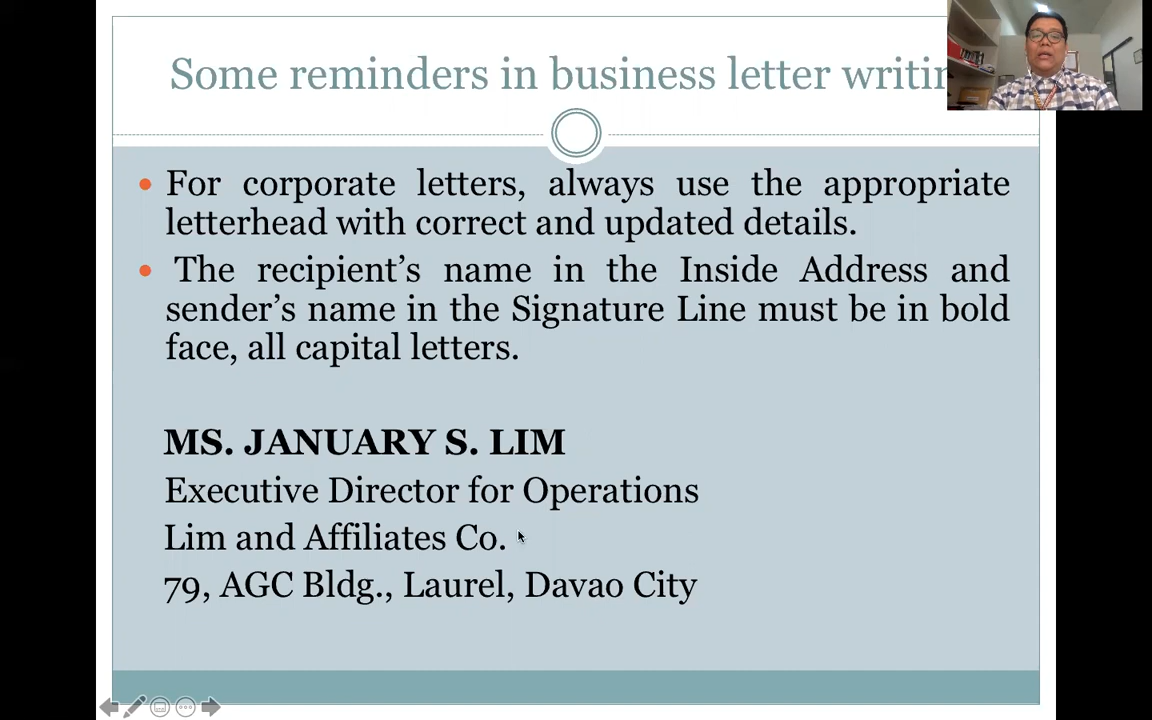 Some reminders in business letter writin
For corporate letters, always use the appropriate
letterhead with correct and updated details.
The recipient's name in the Inside Address and
sender's name in the Signature Line must be in bold
face, all capital letters.
MS. JANUARY S. LIM
Executive Director for Operations
Lim and Affiliates Co.
79, AGC Bldg., Laurel, Davao City